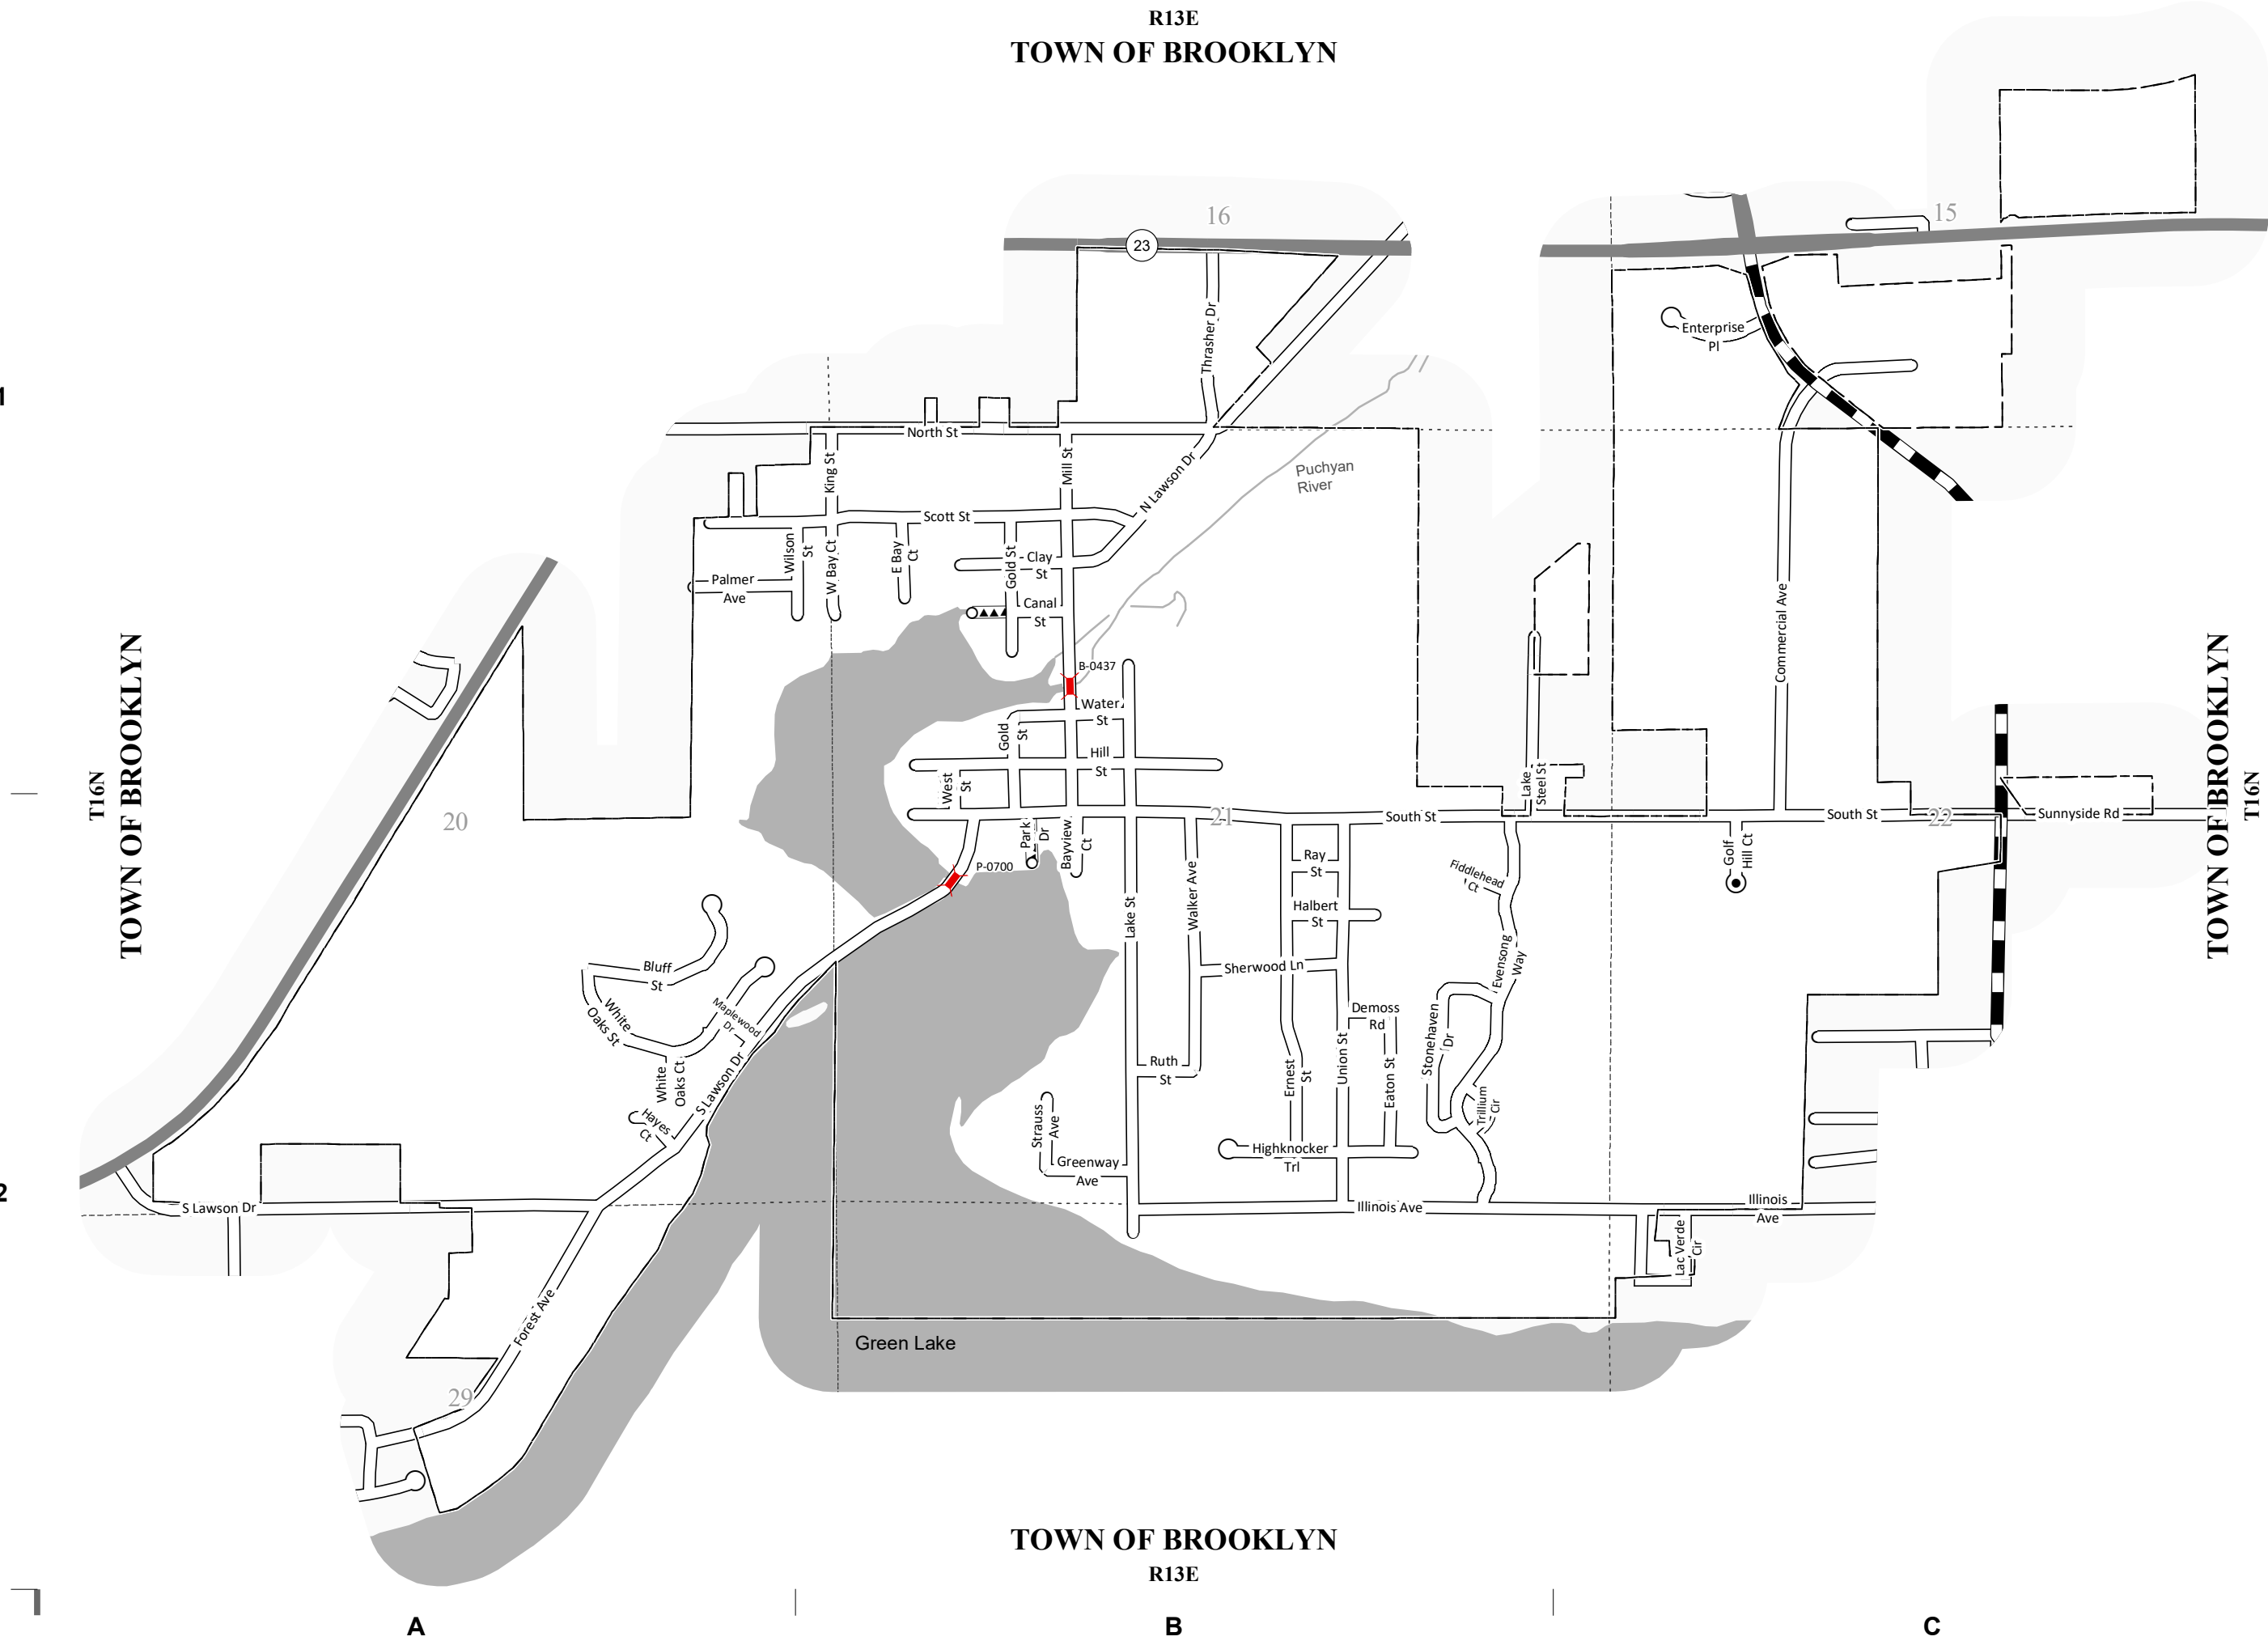 R13E
TOWN OF BROOKLYN
16
15
23
Thrasher Dr
Enterprise
Pl
1
North St
King St
Mill St
N Lawson Dr
Puchyan
River
Scott St
Wilson
St
W Bay Ct
E Bay
Ct
Gold St
Clay
St
Palmer
Ave
Canal
St
Commercial Ave
B-0437
Water
St
Gold
St
Hill
St
West
St
Lake
Steel St
T16N
TOWN OF BROOKLYN
20
21
South St
South St
22
Sunnyside Rd
TOWN OF BROOKLYN
T16N
Park
Dr
Bayview
Ct
P-0700
Ray
St
Golf
Hill Ct
Fiddlehead
Ct
Walker Ave
Halbert
St
Lake St
Evensong
Way
Bluff
St
Sherwood Ln
White
Oaks St
Maplewood
Dr
Demoss
Rd
Stonehaven
Dr
White
Oaks Ct
S Lawson Dr
Ruth
St
Ernest
St
Union St
Eaton St
Trillium
Cir
Hayes
Ct
Strauss
Ave
Highknocker
Trl
Greenway
Ave
2
S Lawson Dr
Illinois Ave
Illinois
Ave
Lac Verde
Cir
Forest Ave
Green Lake
29
TOWN OF BROOKLYN
R13E
A
B
C